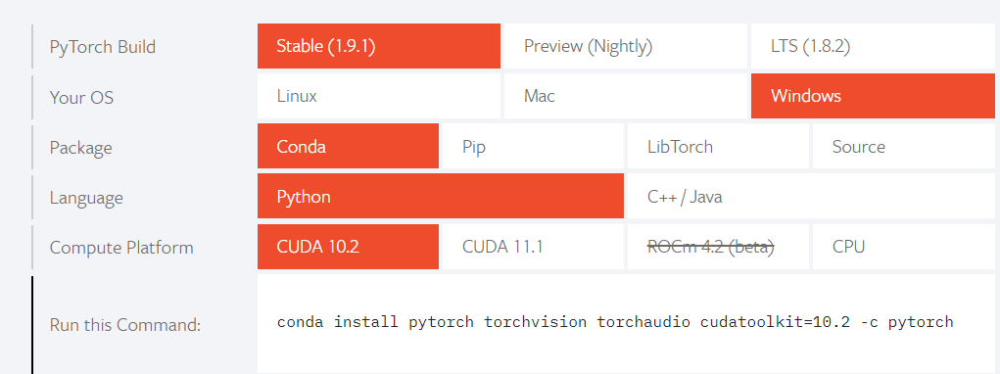 PyTorch Build Stable (1.9.1) Preview (Nightly) LTS (1.8.2)
Your OS Linux Mac Windows
Package Conda Pip LibTorch Source
Language Python C++ / Java
Compute Platform CUDA 10.2 CUDA 11.1 ROCm 4.2 (beta) CPU
Run this Command: conda install pytorch torchvision torchaudio cudatoolkit=10.2 -c pytorch